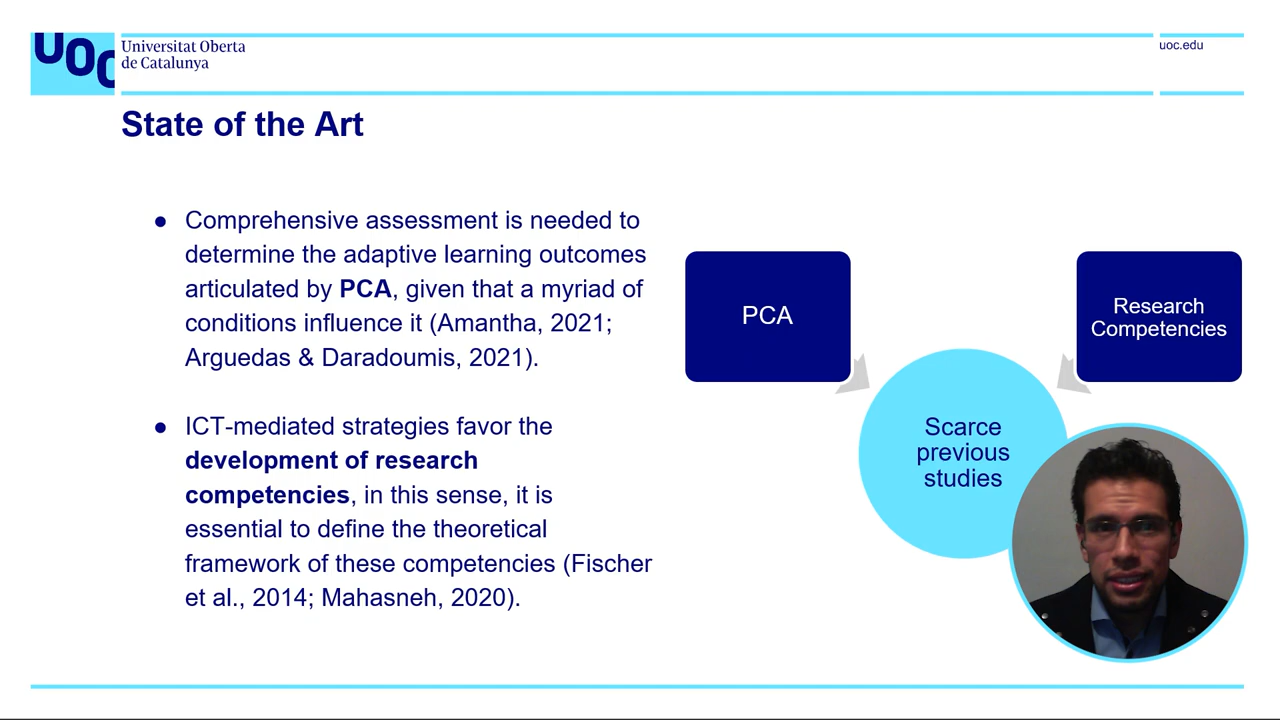 UOC
Universitat Oberta
de Catalunya
uoc.edu
State of the Art
● Comprehensive assessment is needed to
determine the adaptive learning outcomes
articulated by PCA, given that a myriad of
conditions influence it (Amantha, 2021;
Arguedas & Daradoumis, 2021).
● ICT-mediated strategies favor the
development of research
competencies, in this sense, it is
essential to define the theoretical
framework of these competencies (Fischer
et al., 2014; Mahasneh, 2020).
PCA
Research
Competencies
Scarce
previous
studies